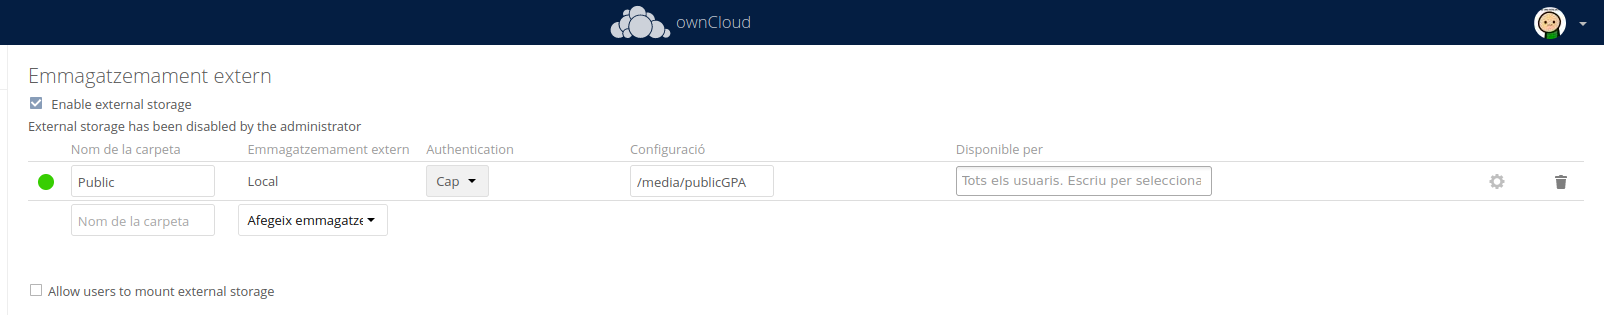 ownCloud
Emmagatzemament extern
Enable external storage
External storage has been disabled by the administrator
Nom de la carpeta Emmagatzemament extern Authentication Configuració Disponible per
Public Local Cap /media/publicGPA Tots els usuaris. Escriu per selecciona
Nom de la carpeta Afegeix emmagatze
Allow users to mount external storage